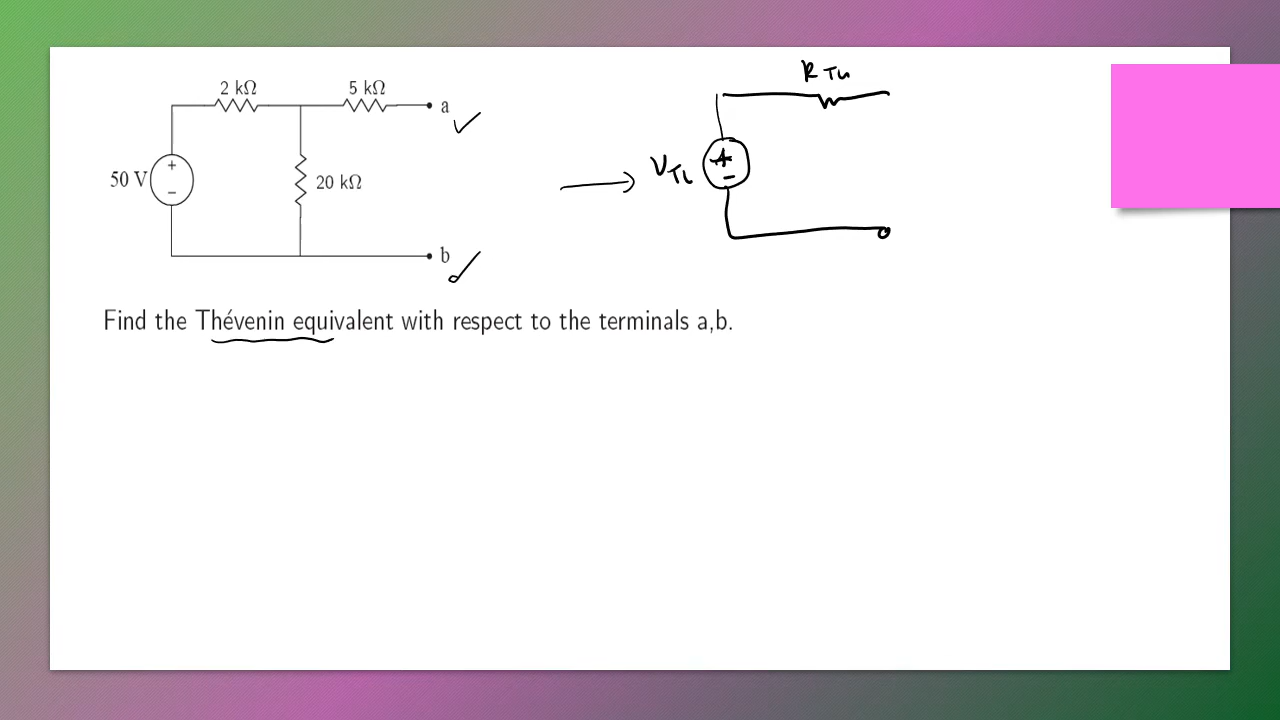 2 kΩ
5 kΩ
a
50 V
+
−
20 kΩ
b
R Th
V Th
+
−
Find the Thévenin equivalent with respect to the terminals a,b.